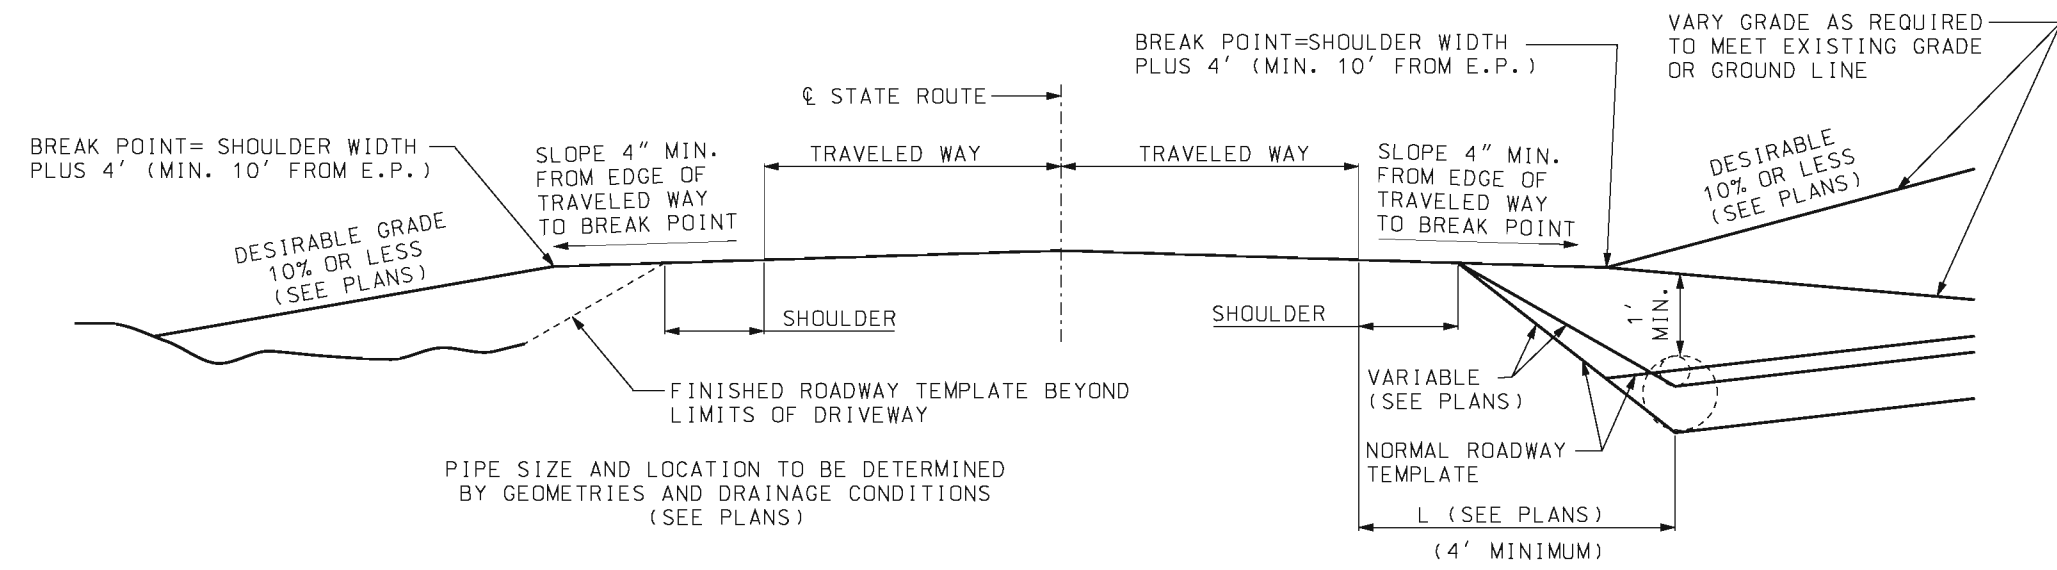 VARY GRADE AS REQUIRED
TO MEET EXISTING GRADE
OR GROUND LINE
BREAK POINT=SHOULDER WIDTH
PLUS 4' (MIN. 10' FROM E.P.)
℄ STATE ROUTE
BREAK POINT= SHOULDER WIDTH
PLUS 4' (MIN. 10' FROM E.P.)
SLOPE 4" MIN.
FROM EDGE OF
TRAVELED WAY
TO BREAK POINT
TRAVELED WAY
TRAVELED WAY
SLOPE 4" MIN.
FROM EDGE OF
TRAVELED WAY
TO BREAK POINT
DESIRABLE
10% OR LESS
(SEE PLANS)
DESIRABLE GRADE
10% OR LESS
(SEE PLANS)
SHOULDER
SHOULDER
1'
MIN.
FINISHED ROADWAY TEMPLATE BEYOND
LIMITS OF DRIVEWAY
VARIABLE
(SEE PLANS)
NORMAL ROADWAY
TEMPLATE
PIPE SIZE AND LOCATION TO BE DETERMINED
BY GEOMETRIES AND DRAINAGE CONDITIONS
(SEE PLANS)
L (SEE PLANS)
(4' MINIMUM)